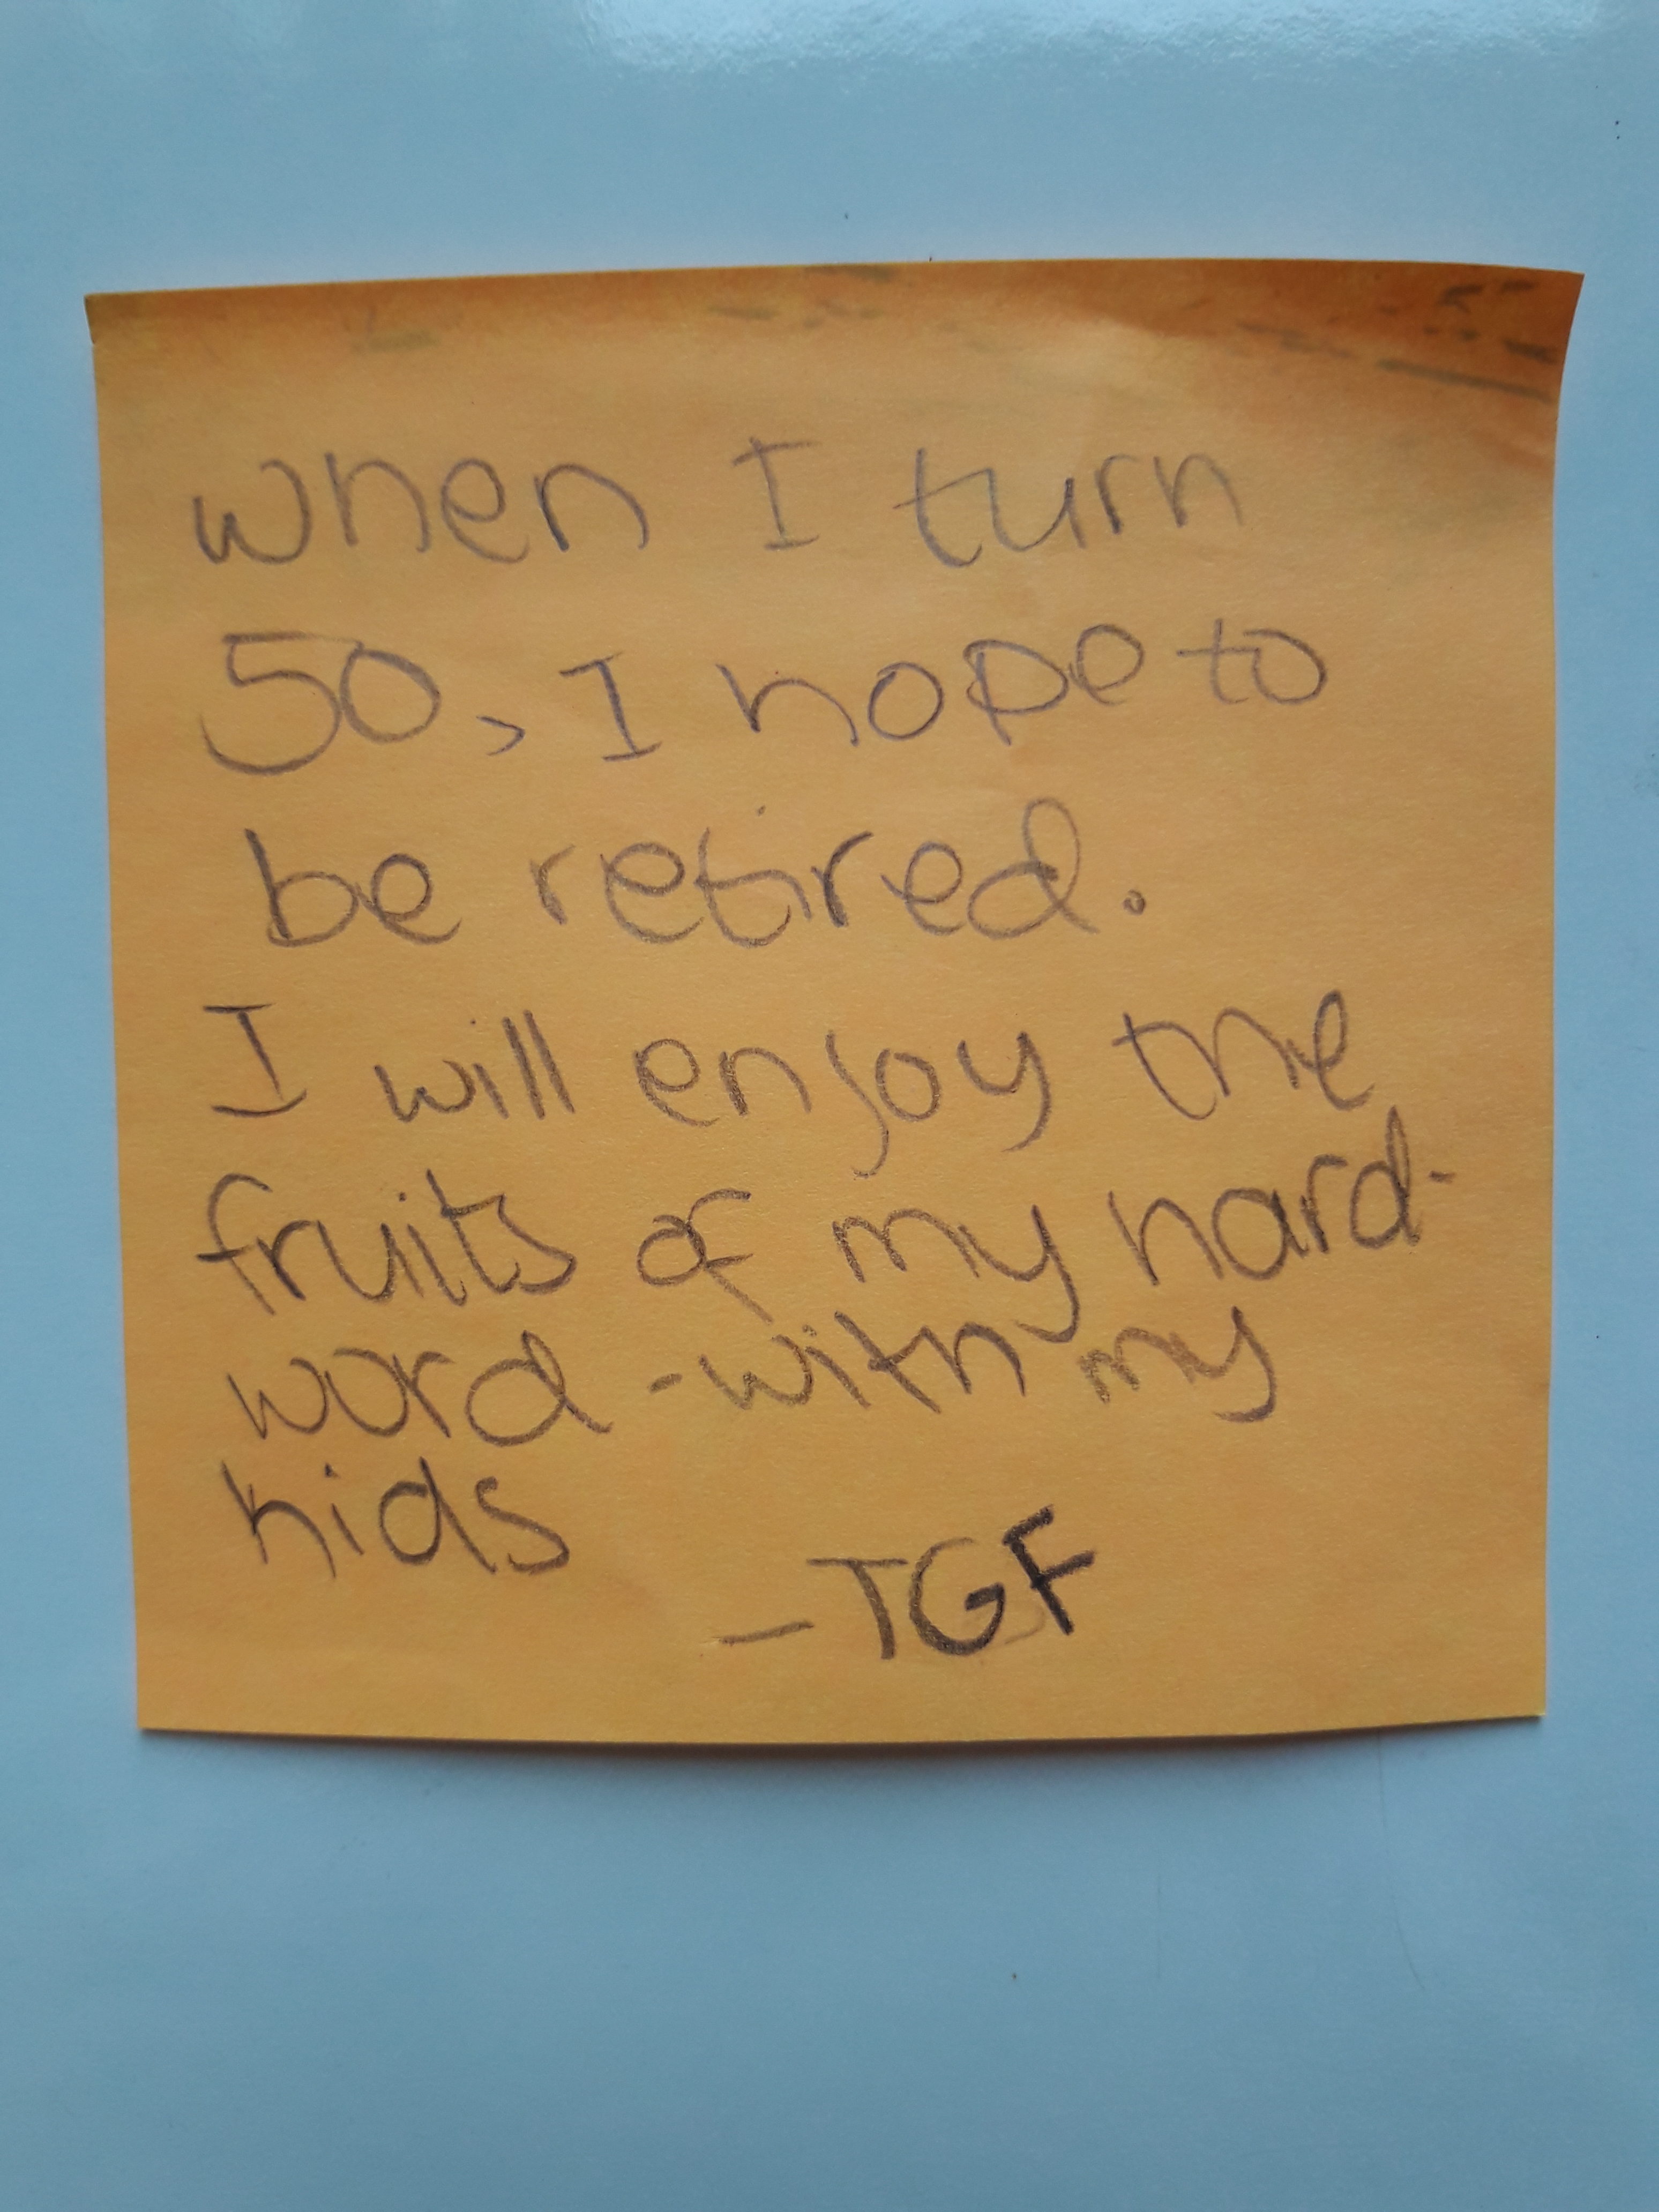 when I turn
50, I hope to
be retired.
I will enjoy the
fruits of my hard-
word - with my
kids
- TGF